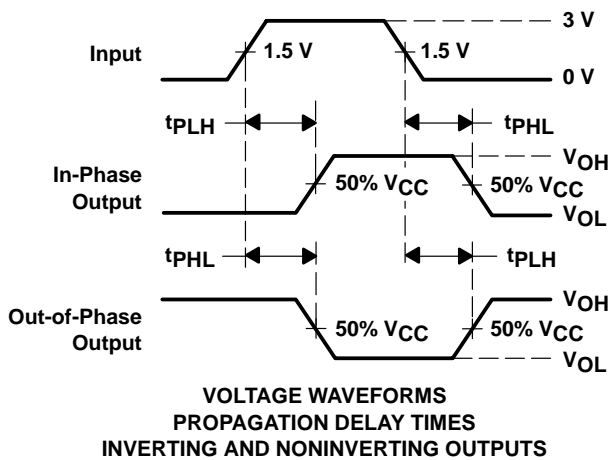 3 V
Input
1.5 V
1.5 V
0 V
tPLH
tPHL
VOH
In-Phase
Output
50% VCC
50% VCC
VOL
tPHL
tPLH
VOH
Out-of-Phase
Output
50% VCC
50% VCC
VOL
VOLTAGE WAVEFORMS
PROPAGATION DELAY TIMES
INVERTING AND NONINVERTING OUTPUTS